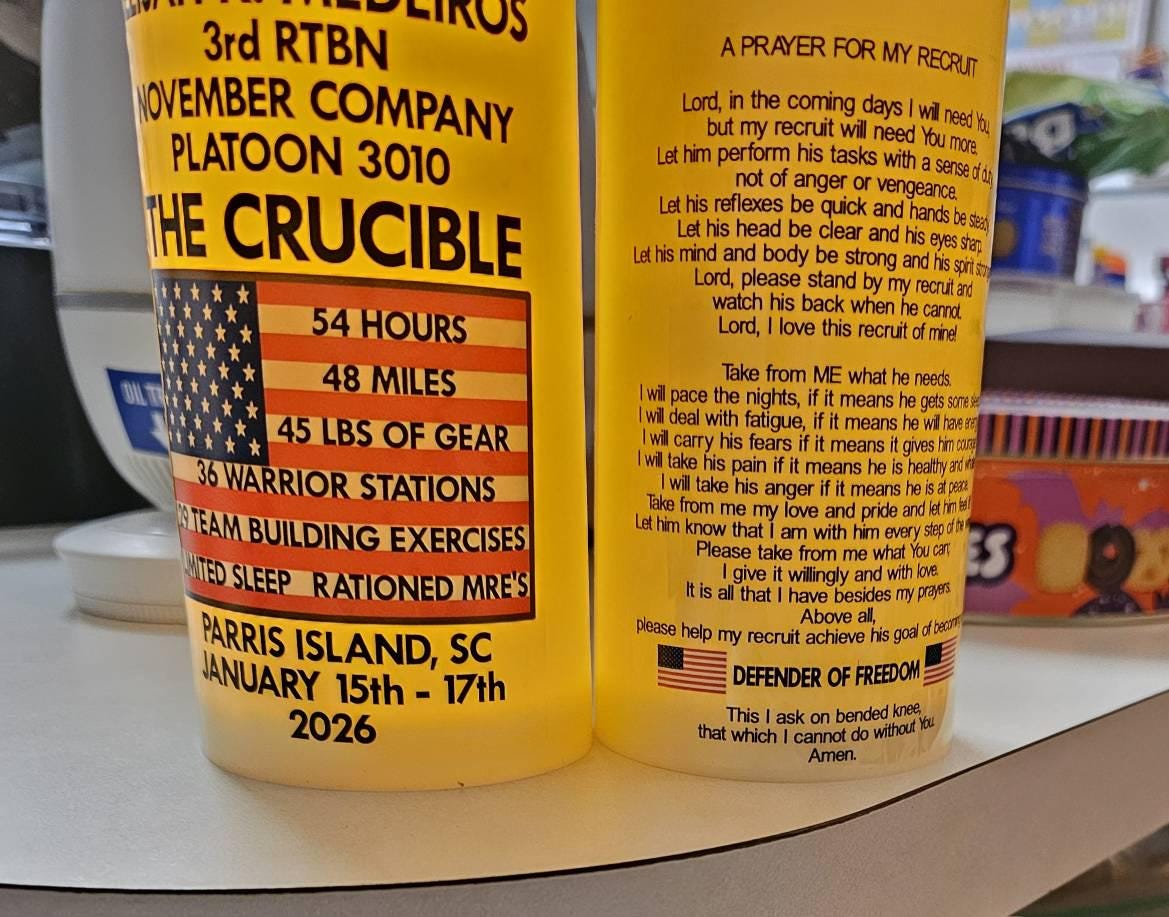 MEDEIROS
3rd RTBN
NOVEMBER COMPANY
PLATOON 3010
THE CRUCIBLE
54 HOURS
48 MILES
45 LBS OF GEAR
36 WARRIOR STATIONS
29 TEAM BUILDING EXERCISES
LIMITED SLEEP RATIONED MRE'S
PARRIS ISLAND, SC
JANUARY 15th - 17th
2026
A PRAYER FOR MY RECRUIT
Lord, in the coming days I will need You,
but my recruit will need You more.
Let him perform his tasks with a sense of duty
not of anger or vengeance.
Let his reflexes be quick and hands be steady
Let his head be clear and his eyes sharp.
Let his mind and body be strong and his spirit strong
Lord, please stand by my recruit and
watch his back when he cannot.
Lord, I love this recruit of mine!
Take from ME what he needs.
I will pace the nights, if it means he gets some
I will deal with fatigue, if it means he will have
I will carry his fears if it means it gives him courage
I will take his pain if it means he is healthy and
I will take his anger if it means he is at peace.
Take from me my love and pride and let him
Let him know that I am with him every step of the
Please take from me what You can;
I give it willingly and with love.
It is all that I have besides my prayers.
Above all,
please help my recruit achieve his goal of becoming
DEFENDER OF FREEDOM
This I ask on bended knee,
that which I cannot do without You.
Amen.
OIL
ES